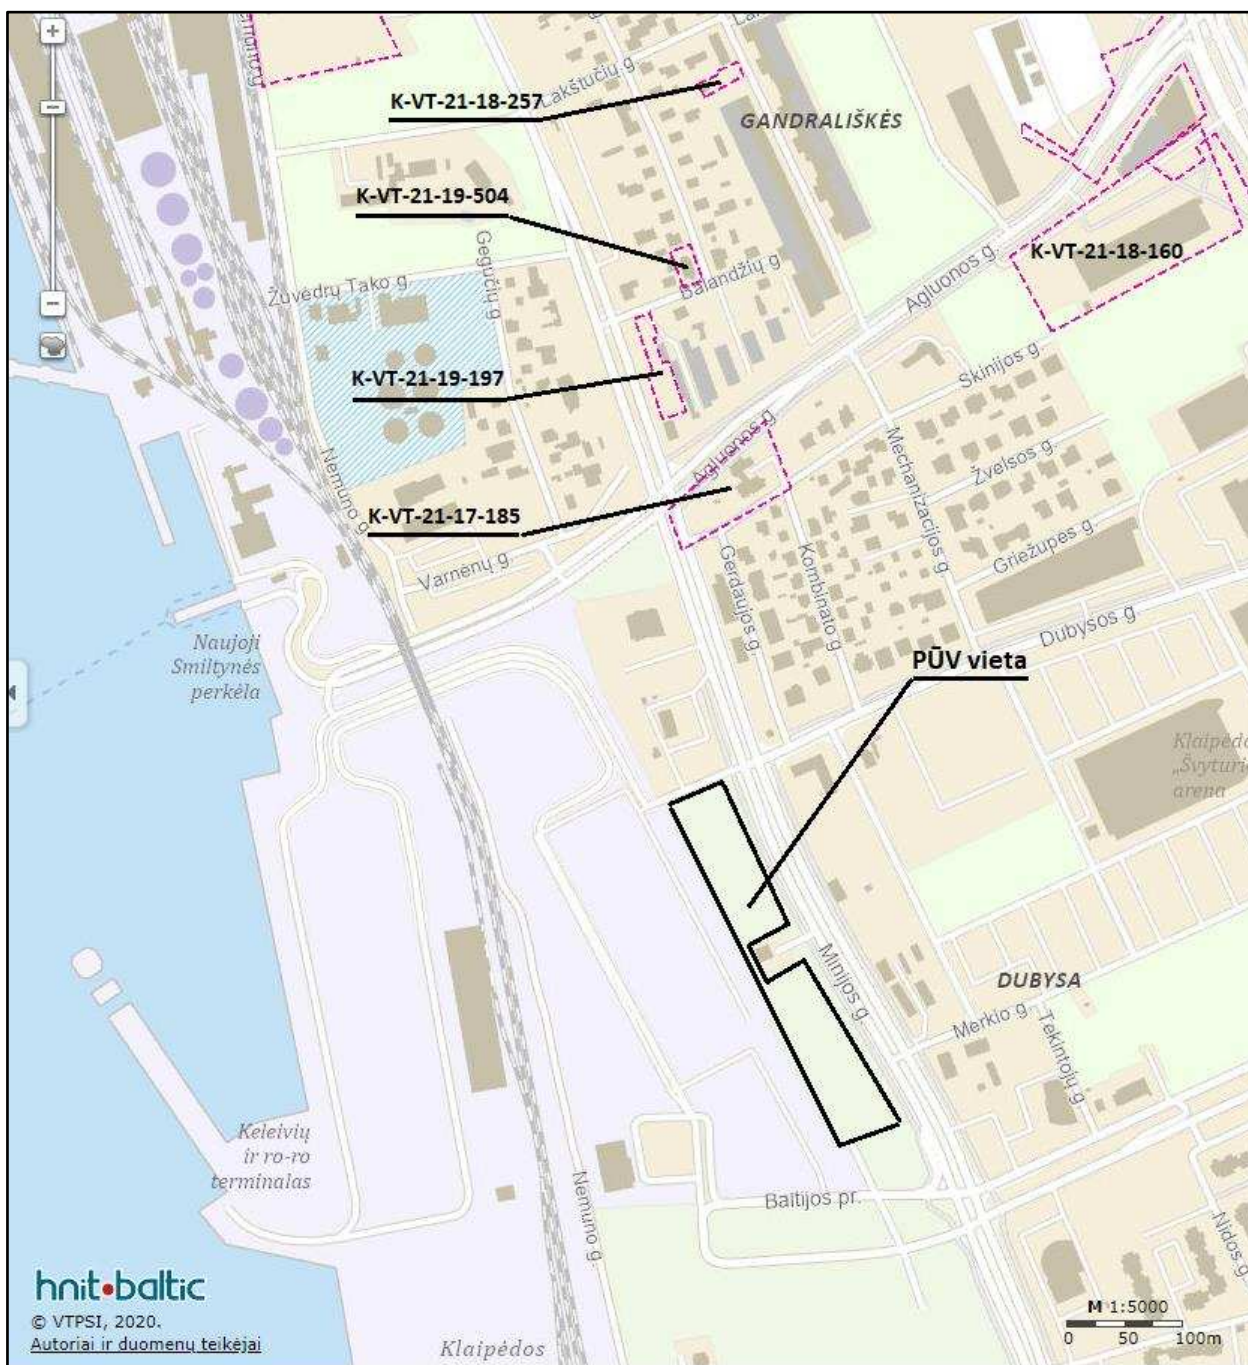 Nemuno g.
Lakštučių g.
K-VT-21-18-257
GANDRALIŠKĖS
K-VT-21-19-504
Gegučių g.
Balandžių g.
K-VT-21-18-160
Agluonos g.
Žuvėdrų Tako g.
K-VT-21-19-197
Skinijos g.
Agluonos g.
Mechanizacijos g.
Žvelsos g.
Nemuno g.
K-VT-21-17-185
Griežupės g.
Varnėnų g.
Gerdaujos g.
Kombinato g.
Dubysos g.
Naujoji
Smiltynės
perkėla
PŪV vieta
arena
Minijos g.
DUBYSA
Merkio g.
Tekintojų g.
Keleivių
ir ro-ro
terminalas
Nemuno g.
Baltijos pr.
Nidos g.
hnit•baltic
© VTPSI, 2020.
Autoriai ir duomenų teikėjai
Klaipėdos
M 1:5000
0 50 100m